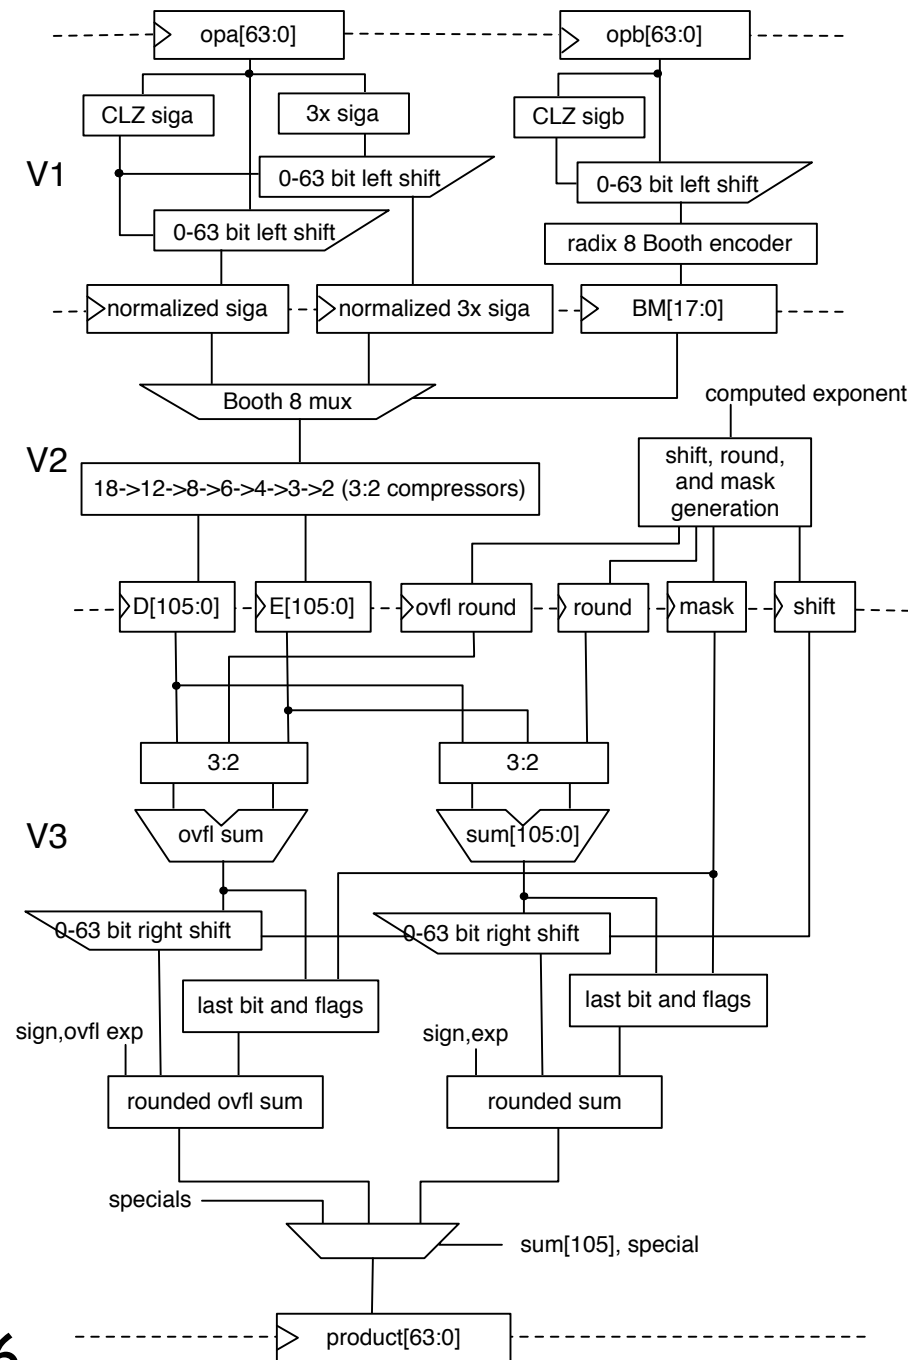 opa[63:0]
opb[63:0]
CLZ siga
3x siga
CLZ sigb
V1
0-63 bit left shift
0-63 bit left shift
0-63 bit left shift
radix 8 Booth encoder
normalized siga
normalized 3x siga
BM[17:0]
Booth 8 mux
computed exponent
V2
shift, round,
and mask
generation
18->12->8->6->4->3->2 (3:2 compressors)
D[105:0]
E[105:0]
ovfl round
round
mask
shift
3:2
3:2
V3
ovfl sum
sum[105:0]
0-63 bit right shift
0-63 bit right shift
last bit and flags
last bit and flags
sign,ovfl exp
sign,exp
rounded ovfl sum
rounded sum
specials
sum[105], special
product[63:0]